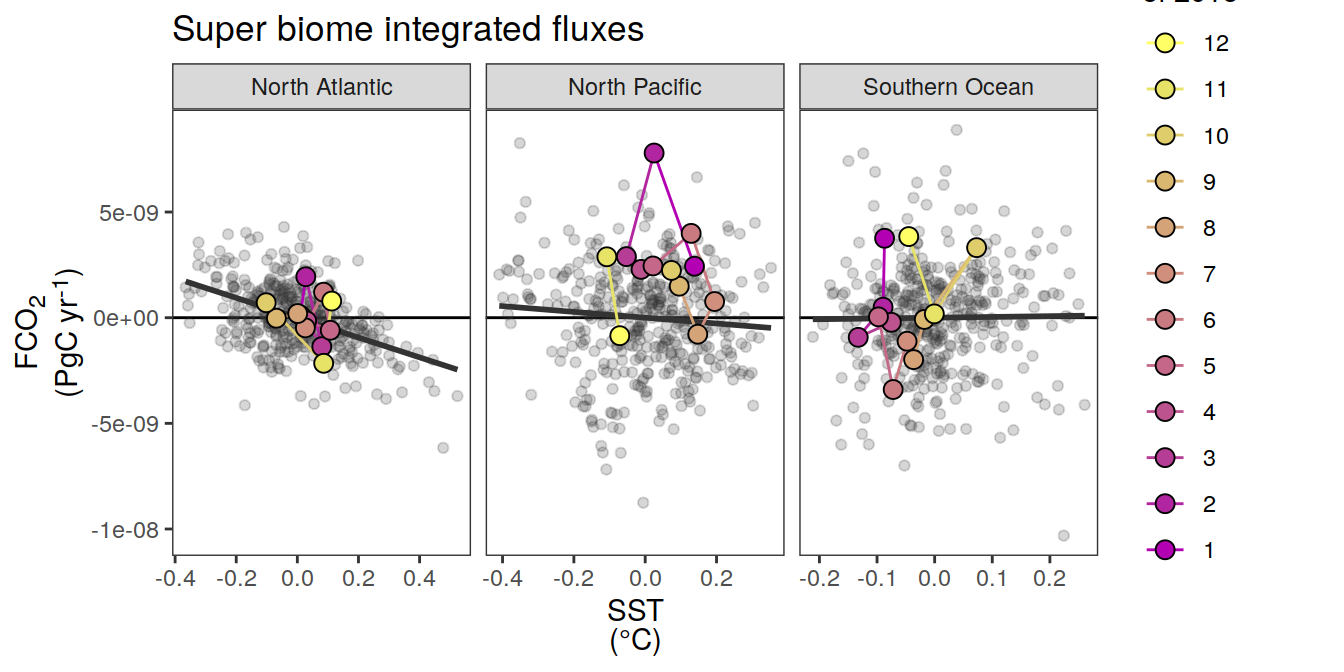 Super biome integrated fluxes
North Atlantic
North Pacific
Southern Ocean
FCO₂
(PgC yr⁻¹)
5e-09
0e+00
-5e-09
-1e-08
-0.4 -0.2 0.0 0.2 0.4
-0.4 -0.2 0.0 0.2
-0.2 -0.1 0.0 0.1 0.2
SST
(°C)
12
11
10
9
8
7
6
5
4
3
2
1